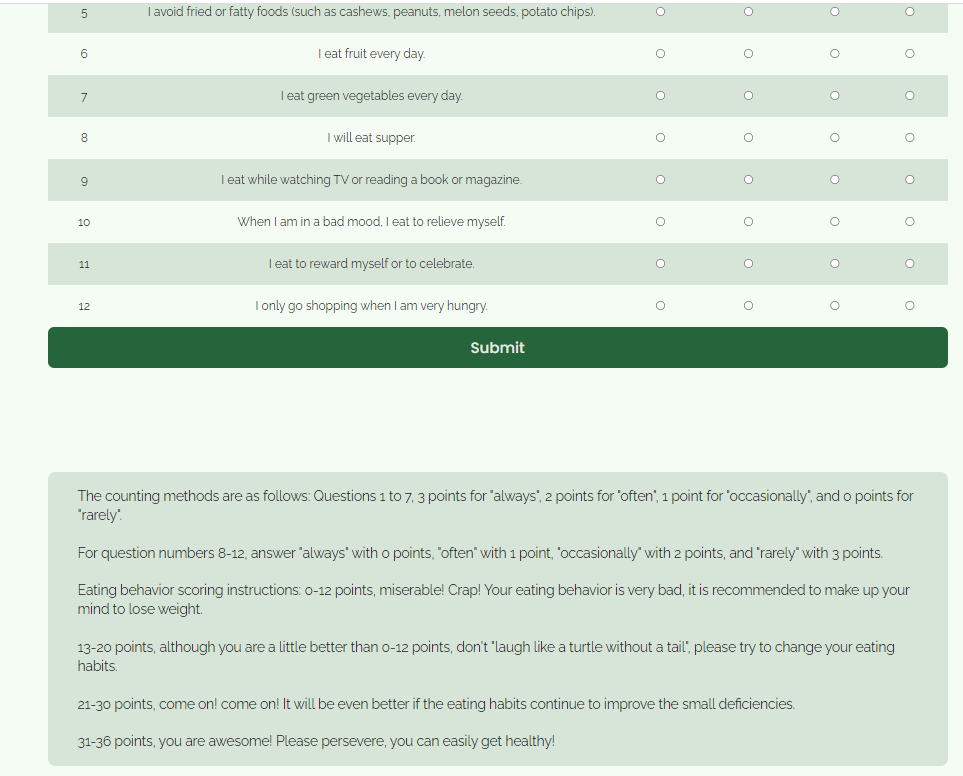 5 I avoid fried or fatty foods (such as cashews, peanuts, melon seeds, potato chips).
6 I eat fruit every day.
7 I eat green vegetables every day.
8 I will eat supper.
9 I eat while watching TV or reading a book or magazine.
10 When I am in a bad mood, I eat to relieve myself.
11 I eat to reward myself or to celebrate.
12 I only go shopping when I am very hungry.
Submit
The counting methods are as follows: Questions 1 to 7, 3 points for "always", 2 points for "often", 1 point for "occasionally", and 0 points for
"rarely".
For question numbers 8-12, answer "always" with 0 points, "often" with 1 point, "occasionally" with 2 points, and "rarely" with 3 points.
Eating behavior scoring instructions: 0-12 points, miserable! Crap! Your eating behavior is very bad, it is recommended to make up your
mind to lose weight.
13-20 points, although you are a little better than 0-12 points, don't "laugh like a turtle without a tail", please try to change your eating
habits.
21-30 points, come on! come on! It will be even better if the eating habits continue to improve the small deficiencies.
31-36 points, you are awesome! Please persevere, you can easily get healthy!